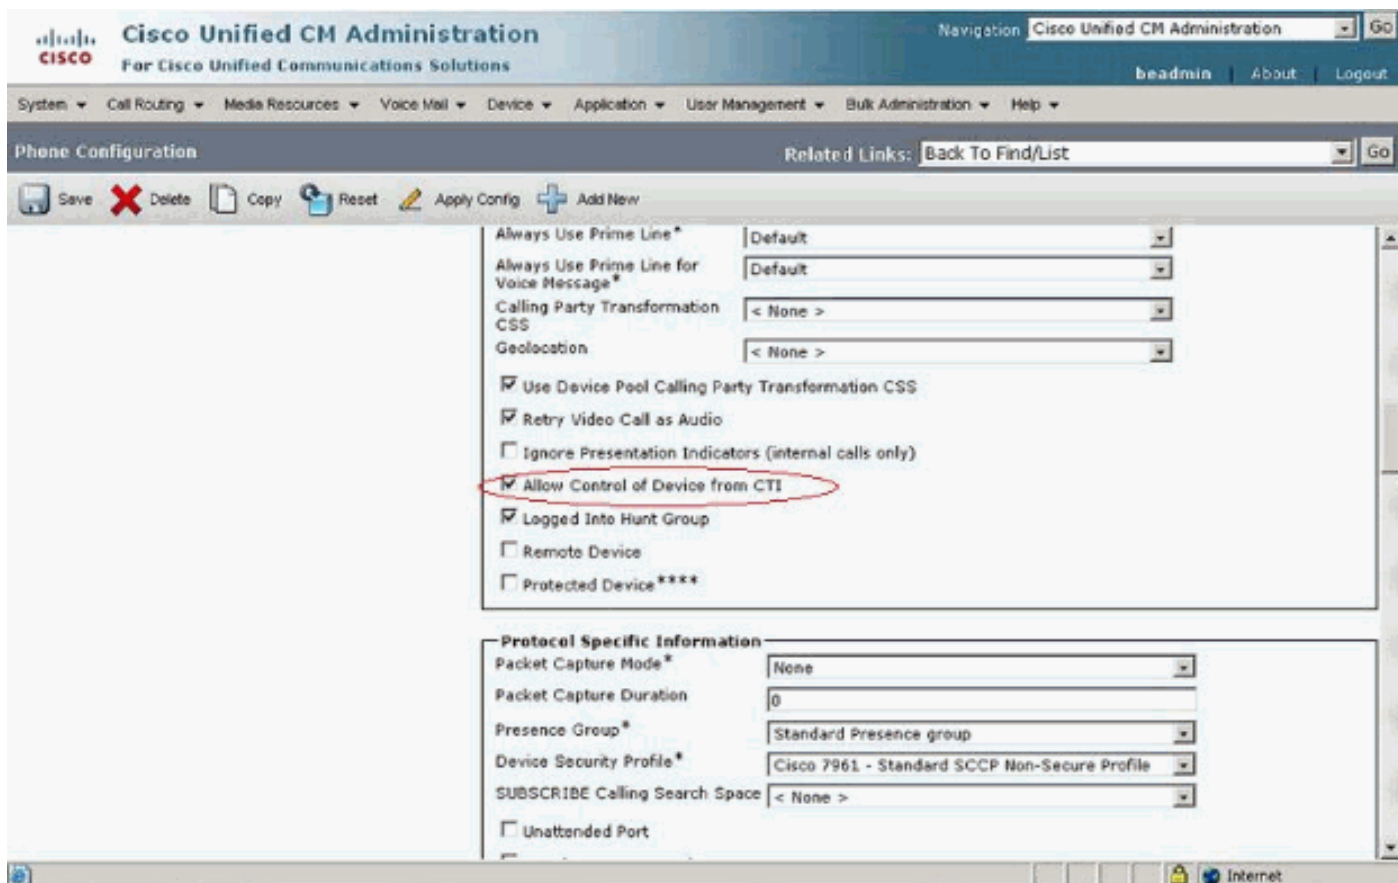 Cisco Unified CM Administration
For Cisco Unified Communications Solutions
CISCO
Navigation Cisco Unified CM Administration Go
beadmin About Logout
System Call Routing Media Resources Voice Mail Device Application User Management Bulk Administration Help
Phone Configuration
Related Links: Back To Find/List Go
Save Delete Copy Reset Apply Config Add New
Always Use Prime Line* Default
Always Use Prime Line for
Voice Message* Default
Calling Party Transformation
CSS < None >
Geolocation < None >
Use Device Pool Calling Party Transformation CSS
Retry Video Call as Audio
Ignore Presentation Indicators (internal calls only)
Allow Control of Device from CTI
Logged Into Hunt Group
Remote Device
Protected Device****
Protocol Specific Information
Packet Capture Mode* None
Packet Capture Duration 0
Presence Group* Standard Presence group
Device Security Profile* Cisco 7961 - Standard SCCP Non-Secure Profile
SUBSCRIBE Calling Search Space < None >
Unattended Port
Internet